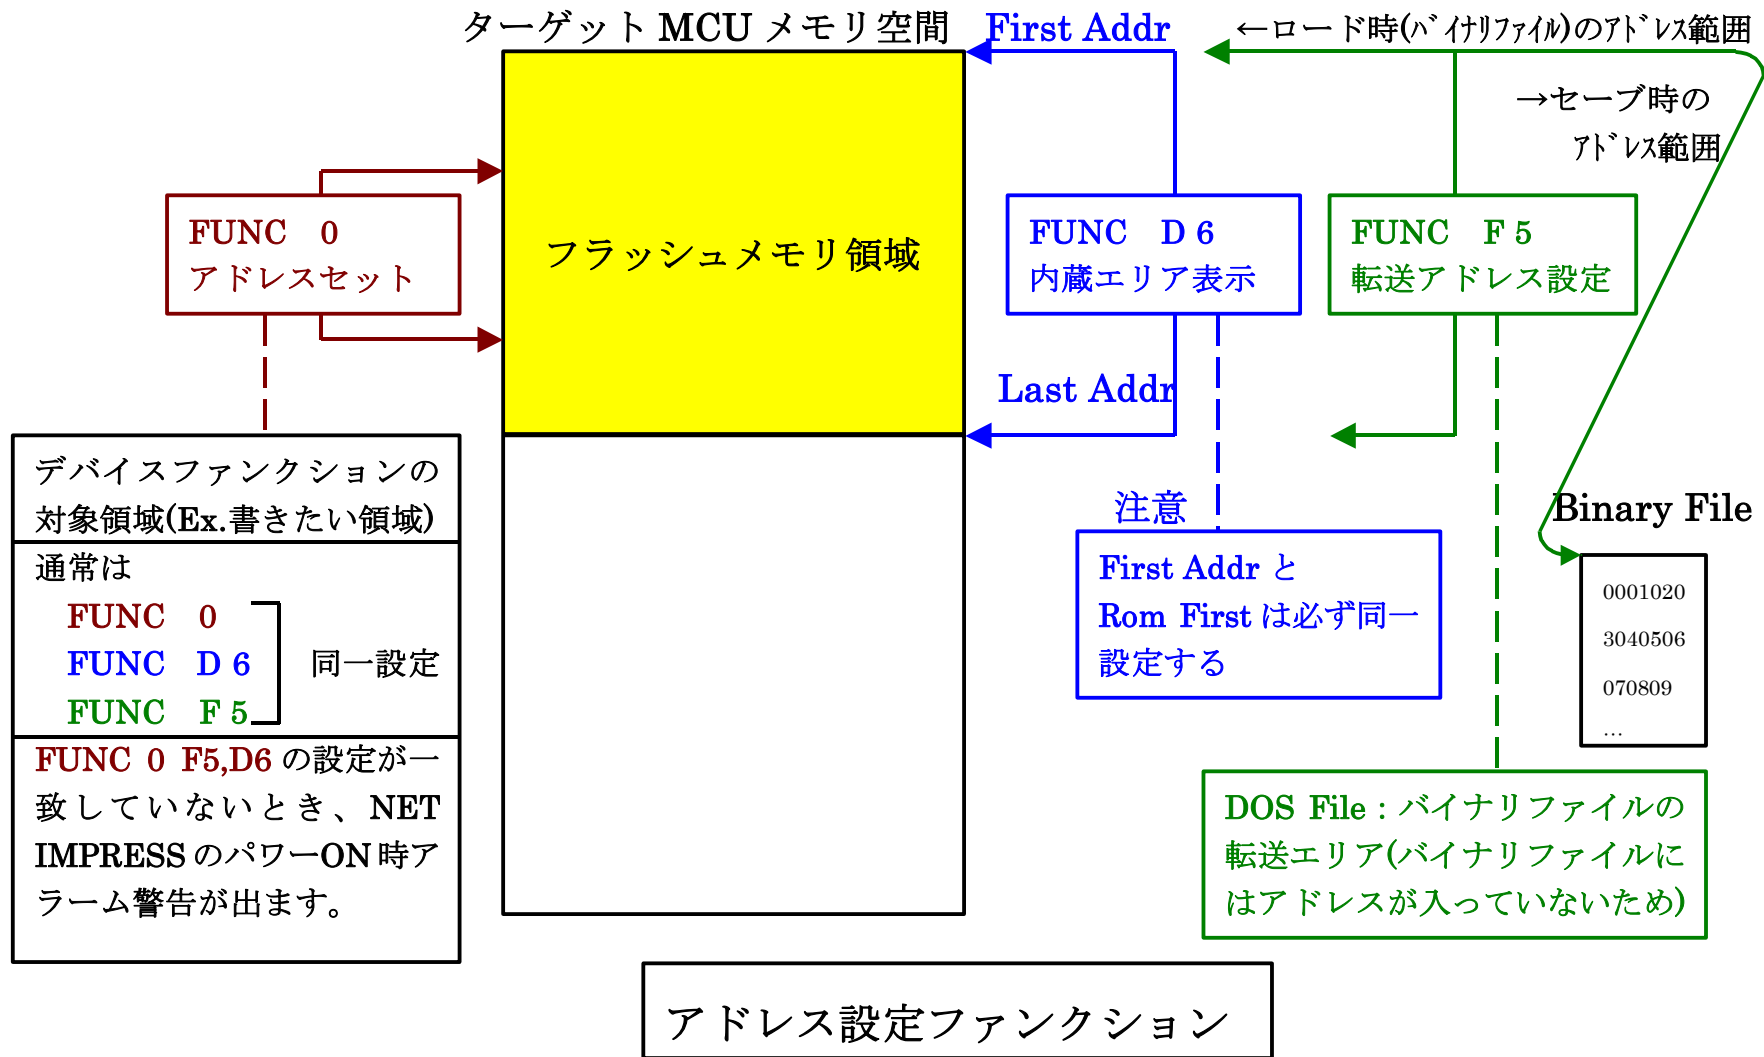 ターゲット MCU メモリ空間
First Addr
←ロード時(ﾊﾞｲﾅﾘﾌｧｲﾙ)のｱﾄﾞﾚｽ範囲
→セーブ時の
ｱﾄﾞﾚｽ範囲
FUNC 0
アドレスセット
フラッシュメモリ領域
FUNC D 6
内蔵エリア表示
FUNC F 5
転送アドレス設定
Last Addr
デバイスファンクションの
対象領域(Ex.書きたい領域)
通常は
FUNC 0
FUNC D 6
FUNC F 5
同一設定
FUNC 0 F5,D6 の設定が一
致していないとき、NET
IMPRESS のパワーON 時ア
ラーム警告が出ます。
注意
First Addr と
Rom First は必ず同一
設定する
Binary File
0001020
3040506
070809
…
DOS File : バイナリファイルの
転送エリア(バイナリファイルに
はアドレスが入っていないため)
アドレス設定ファンクション